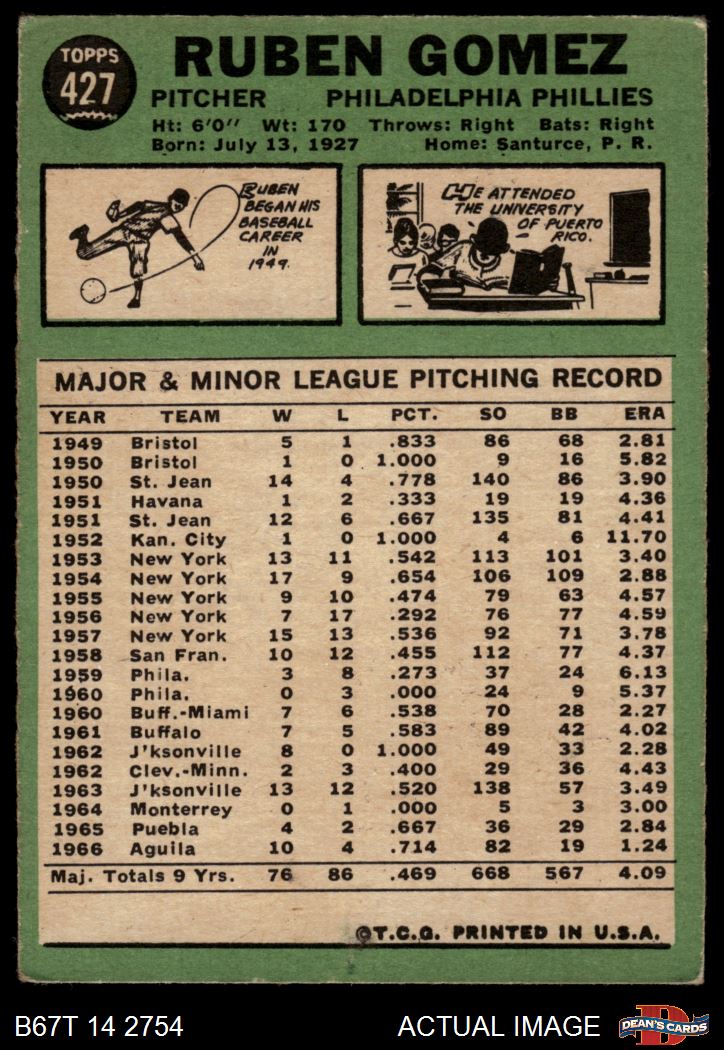 TOPPS
427
RUBEN GOMEZ
PITCHER PHILADELPHIA PHILLIES
Ht: 6'0" Wt: 170 Throws: Right Bats: Right
Born: July 13, 1927 Home: Santurce, P. R.
RUBEN
BEGAN HIS
BASEBALL
CAREER
IN
1949.
HE ATTENDED
THE UNIVERSITY
OF PUERTO
RICO.
MAJOR & MINOR LEAGUE PITCHING RECORD
YEAR TEAM W L PCT. SO BB ERA
1949 Bristol 5 1 .833 86 68 2.81
1950 Bristol 1 0 1.000 9 16 5.82
1950 St. Jean 14 4 .778 140 86 3.90
1951 Havana 1 2 .333 19 19 4.36
1951 St. Jean 12 6 .667 135 81 4.41
1952 Kan. City 1 0 1.000 4 6 11.70
1953 New York 13 11 .542 113 101 3.40
1954 New York 17 9 .654 106 109 2.88
1955 New York 9 10 .474 79 63 4.57
1956 New York 7 17 .292 76 77 4.59
1957 New York 15 13 .536 92 71 3.78
1958 San Fran. 10 12 .455 112 77 4.37
1959 Phila. 3 8 .273 37 24 6.13
1960 Phila. 0 3 .000 24 9 5.37
1960 Buff.-Miami 7 6 .538 70 28 2.27
1961 Buffalo 7 5 .583 89 42 4.02
1962 J'ksonville 8 0 1.000 49 33 2.28
1962 Clev.-Minn. 2 3 .400 29 36 4.43
1963 J'ksonville 13 12 .520 138 57 3.49
1964 Monterrey 0 1 .000 5 3 3.00
1965 Puebla 4 2 .667 36 29 2.84
1966 Aguila 10 4 .714 82 19 1.24
Maj. Totals 9 Yrs. 76 86 .469 668 567 4.09
©T.C.G. PRINTED IN U.S.A.
B67T 14 2754 ACTUAL IMAGE
D
DEAN'S CARDS